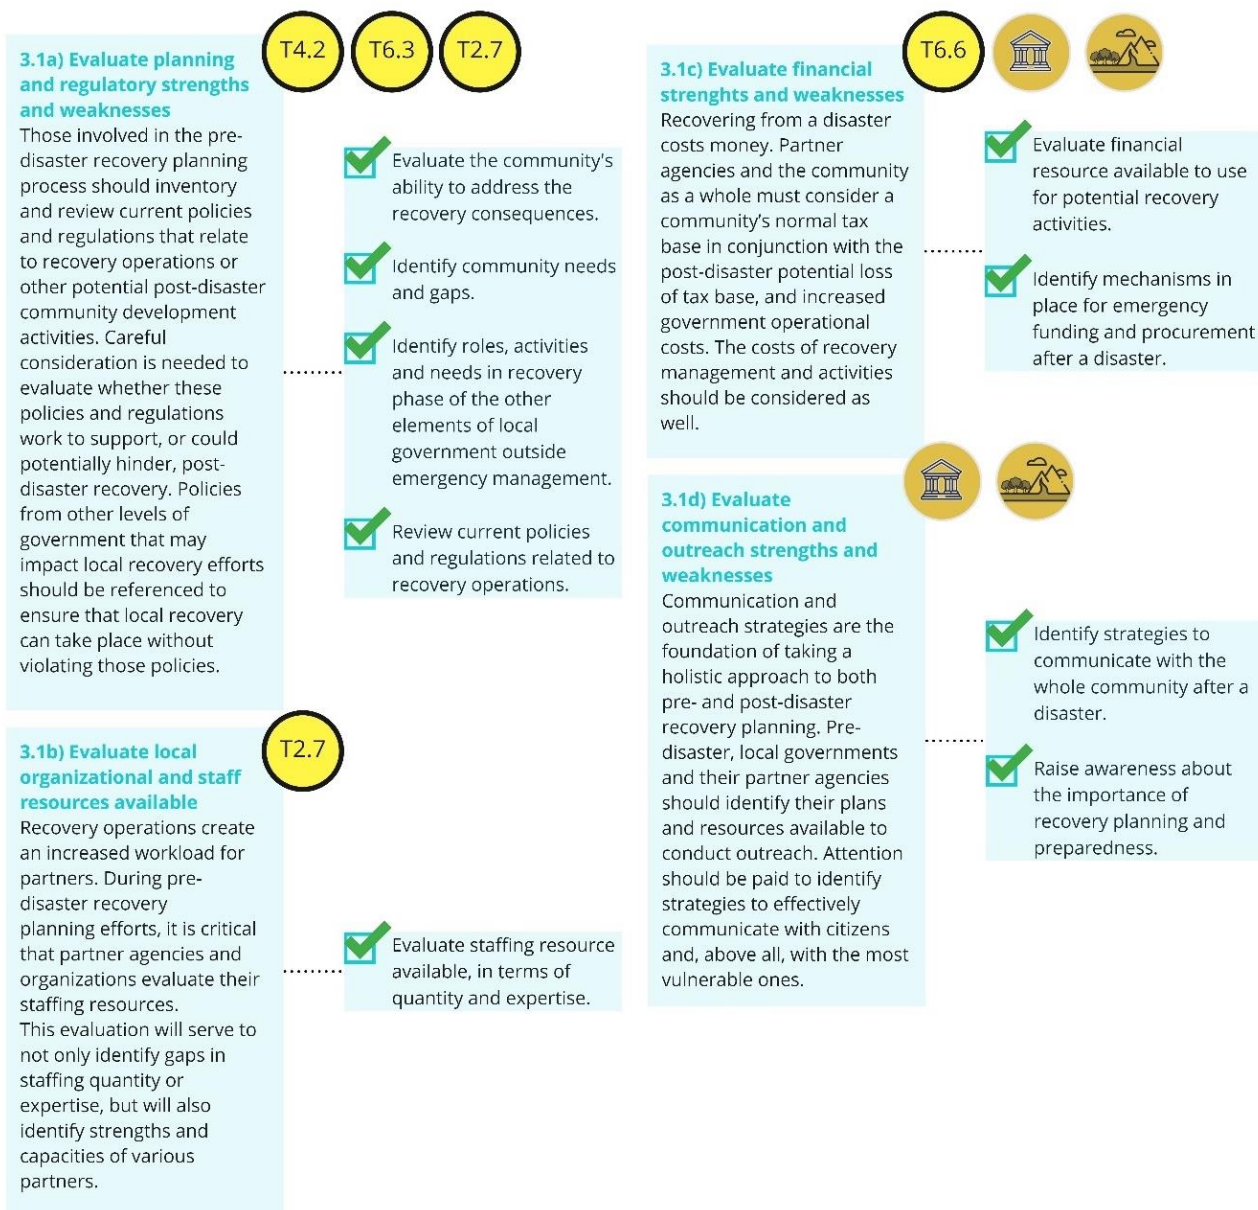 T4.2
T6.3
T2.7
3.1a) Evaluate planning
and regulatory strengths
and weaknesses
Those involved in the pre-
disaster recovery planning
process should inventory
and review current policies
and regulations that relate
to recovery operations or
other potential post-disaster
community development
activities. Careful
consideration is needed to
evaluate whether these
policies and regulations
work to support, or could
potentially hinder, post-
disaster recovery. Policies
from other levels of
government that may
impact local recovery efforts
should be referenced to
ensure that local recovery
can take place without
violating those policies.
Evaluate the community's
ability to address the
recovery consequences.
Identify community needs
and gaps.
Identify roles, activities
and needs in recovery
phase of the other
elements of local
government outside
emergency management.
Review current policies
and regulations related to
recovery operations.
T2.7
3.1b) Evaluate local
organizational and staff
resources available
Recovery operations create
an increased workload for
partners. During pre-
disaster recovery
planning efforts, it is critical
that partner agencies and
organizations evaluate their
staffing resources.
This evaluation will serve to
not only identify gaps in
staffing quantity or
expertise, but will also
identify strengths and
capacities of various
partners.
Evaluate staffing resource
available, in terms of
quantity and expertise.
T6.6
3.1c) Evaluate financial
strenghts and weaknesses
Recovering from a disaster
costs money. Partner
agencies and the community
as a whole must consider a
community’s normal tax
base in conjunction with the
post-disaster potential loss
of tax base, and increased
government operational
costs. The costs of recovery
management and activities
should be considered as
well.
Evaluate financial
resource available to use
for potential recovery
activities.
Identify mechanisms in
place for emergency
funding and procurement
after a disaster.
3.1d) Evaluate
communication and
outreach strengths and
weaknesses
Communication and
outreach strategies are the
foundation of taking a
holistic approach to both
pre- and post-disaster
recovery planning. Pre-
disaster, local governments
and their partner agencies
should identify their plans
and resources available to
conduct outreach. Attention
should be paid to identify
strategies to effectively
communicate with citizens
and, above all, with the most
vulnerable ones.
Identify strategies to
communicate with the
whole community after a
disaster.
Raise awareness about
the importance of
recovery planning and
preparedness.